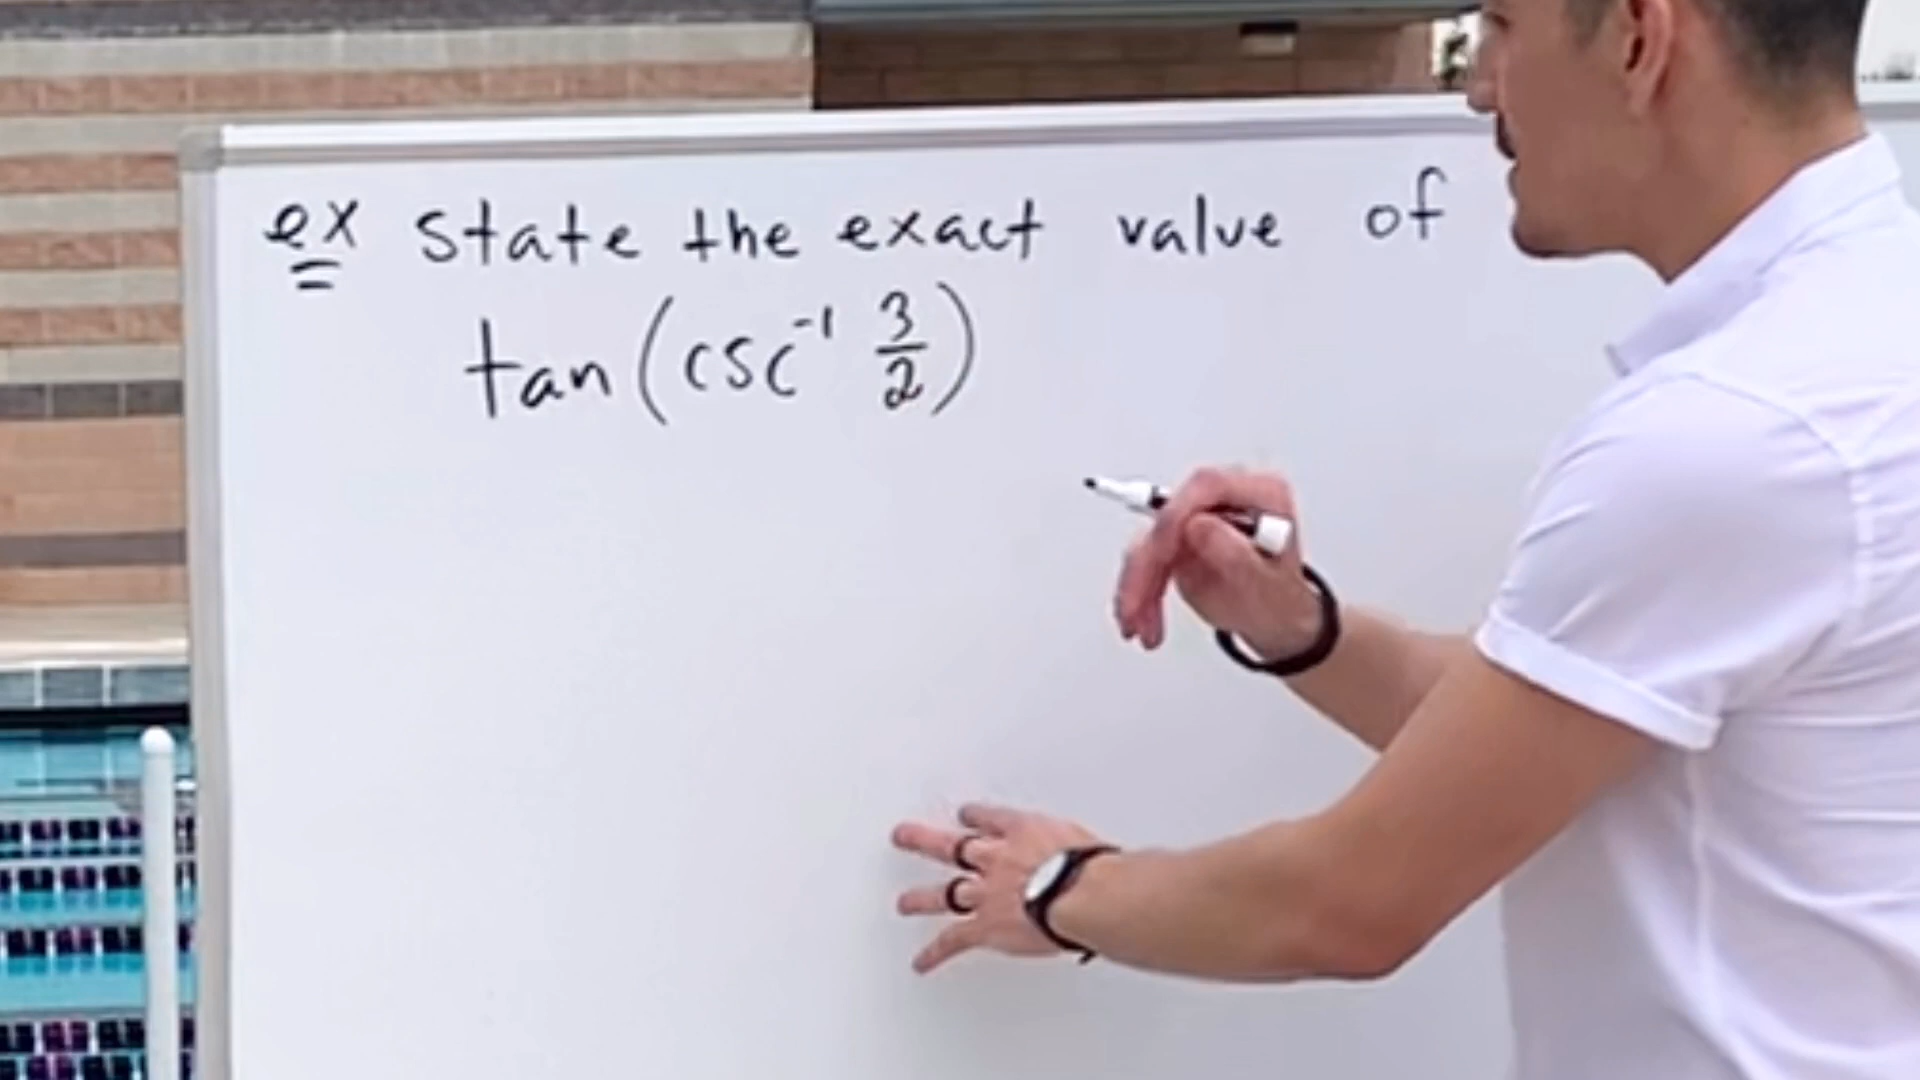 ex state the exact value of
tan(csc⁻¹ 3/2)